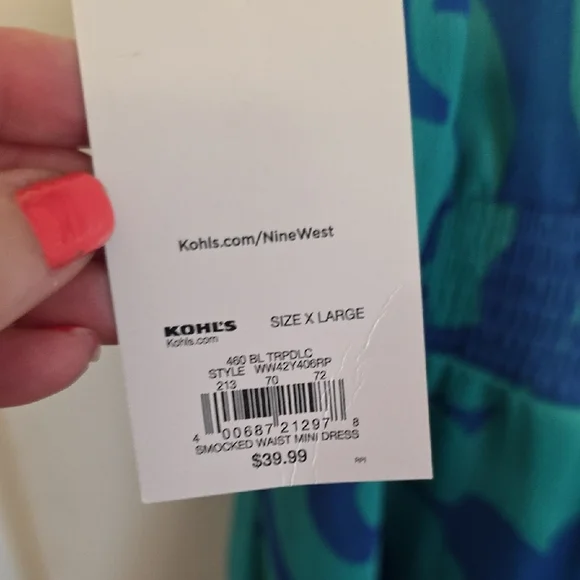 Kohls.com/NineWest
KOHL'S SIZE X LARGE
Kohls.com
460 BL TRPDLC
STYLE WW42Y406RP
213 70 72
4 00687 21297 8
SMOCKED WAIST MINI DRESS
$39.99